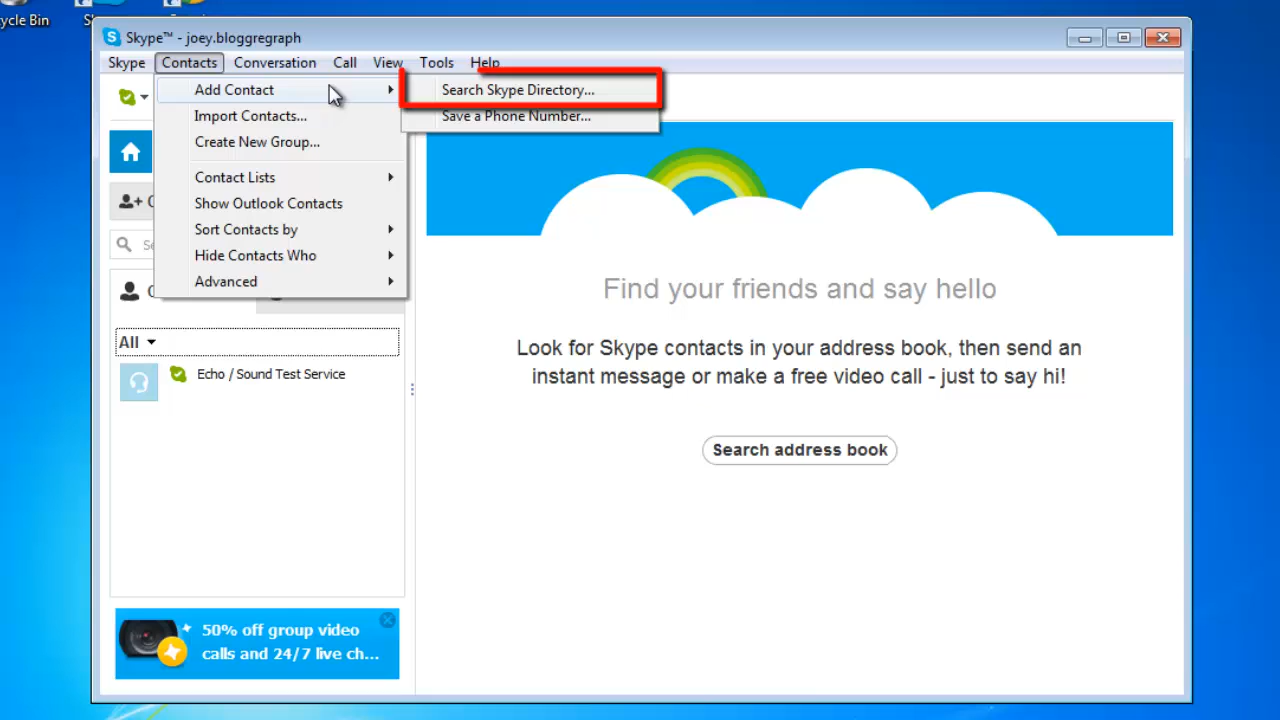 ycle Bin
Skype™ - joey.bloggregraph
Skype Contacts Conversation Call View Tools Help
Add Contact
Search Skype Directory...
Import Contacts...
Save a Phone Number...
Create New Group...
Contact Lists
Show Outlook Contacts
Sort Contacts by
Hide Contacts Who
Advanced
All
Echo / Sound Test Service
Find your friends and say hello
Look for Skype contacts in your address book, then send an
instant message or make a free video call - just to say hi!
Search address book
50% off group video
calls and 24/7 live ch...